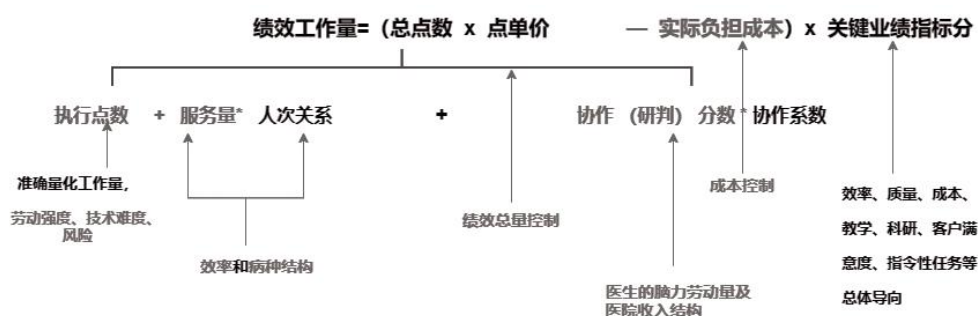 绩效工作量=（总点数 x 点单价 — 实际负担成本）x 关键业绩指标分
执行点数 + 服务量* 人次关系 + 协作（研判）分数 * 协作系数
准确量化工作量，
劳动强度、技术难度、
风险
效率和病种结构
绩效总量控制
医生的脑力劳动量及
医院收入结构
成本控制
效率、质量、成本、
教学、科研、客户满
意度、指令性任务等
总体导向